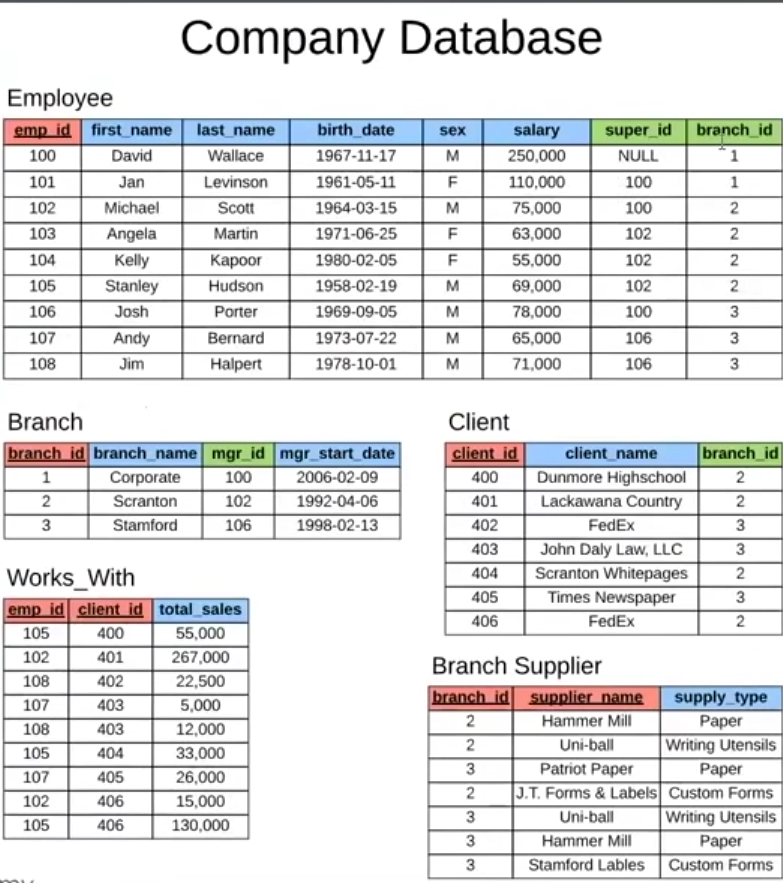 Company Database
Employee
emp_id first_name last_name birth_date sex salary super_id branch_id
100 David Wallace 1967-11-17 M 250,000 NULL 1
101 Jan Levinson 1961-05-11 F 110,000 100 1
102 Michael Scott 1964-03-15 M 75,000 100 2
103 Angela Martin 1971-06-25 F 63,000 102 2
104 Kelly Kapoor 1980-02-05 F 55,000 102 2
105 Stanley Hudson 1958-02-19 M 69,000 102 2
106 Josh Porter 1969-09-05 M 78,000 100 3
107 Andy Bernard 1973-07-22 M 65,000 106 3
108 Jim Halpert 1978-10-01 M 71,000 106 3
Branch
branch_id branch_name mgr_id mgr_start_date
1 Corporate 100 2006-02-09
2 Scranton 102 1992-04-06
3 Stamford 106 1998-02-13
Works_With
emp_id client_id total_sales
105 400 55,000
102 401 267,000
108 402 22,500
107 403 5,000
108 403 12,000
105 404 33,000
107 405 26,000
102 406 15,000
105 406 130,000
Client
client_id client_name branch_id
400 Dunmore Highschool 2
401 Lackawana Country 2
402 FedEx 3
403 John Daly Law, LLC 3
404 Scranton Whitepages 2
405 Times Newspaper 3
406 FedEx 2
Branch Supplier
branch_id supplier_name supply_type
2 Hammer Mill Paper
2 Uni-ball Writing Utensils
3 Patriot Paper Paper
2 J.T. Forms & Labels Custom Forms
3 Uni-ball Writing Utensils
3 Hammer Mill Paper
3 Stamford Lables Custom Forms